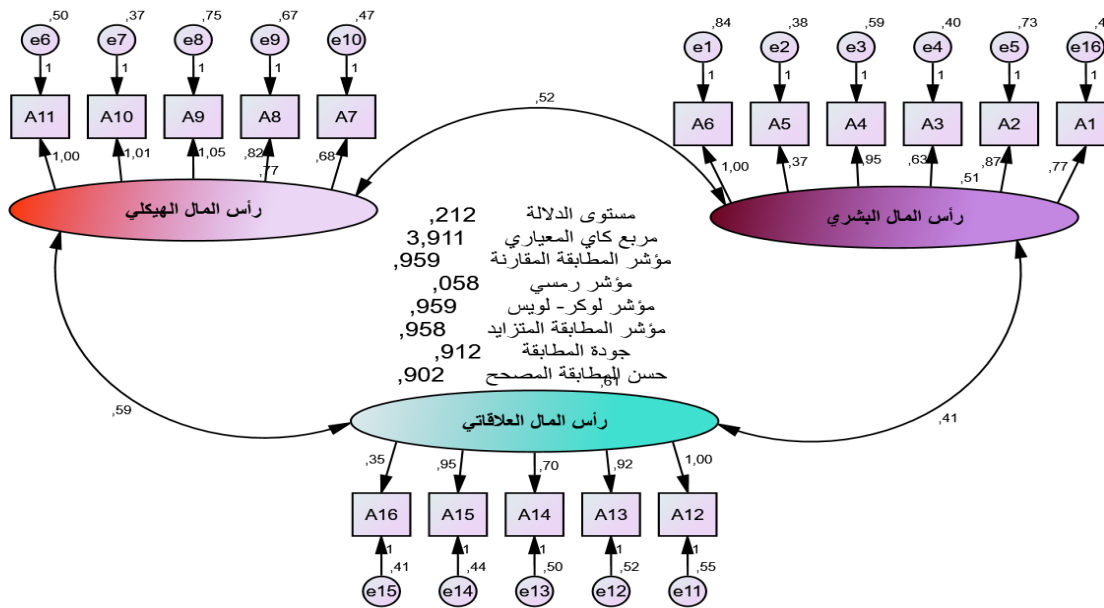 ,50 ,37 ,75 ,67 ,47
e6 e7 e8 e9 e10
1 1 1 1 1
A11 A10 A9 A8 A7
1,00 1,01 1,05 ,82 ,68
,77
رأس المال الهيكلي
,84 ,38 ,59 ,40 ,73 ,4
e1 e2 e3 e4 e5 e16
1 1 1 1 1 1
A6 A5 A4 A3 A2 A1
1,00 ,37 ,95 ,63 ,87 ,77
,51
رأس المال البشري
,52
مستوى الدلالة ,212
مربع كاي المعياري 3,911
مؤشر المطابقة المقارنة ,959
مؤشر رمسي ,058
مؤشر لوكر- لويس ,959
مؤشر المطابقة المتزايد ,958
جودة المطابقة ,912
حسن المطابقة المصحح ,902
,59 ,41
,61
رأس المال العلاقاتي
,35 ,95 ,70 ,92 1,00
A16 A15 A14 A13 A12
1 1 1 1 1
,41 ,44 ,50 ,52 ,55
e15 e14 e13 e12 e11